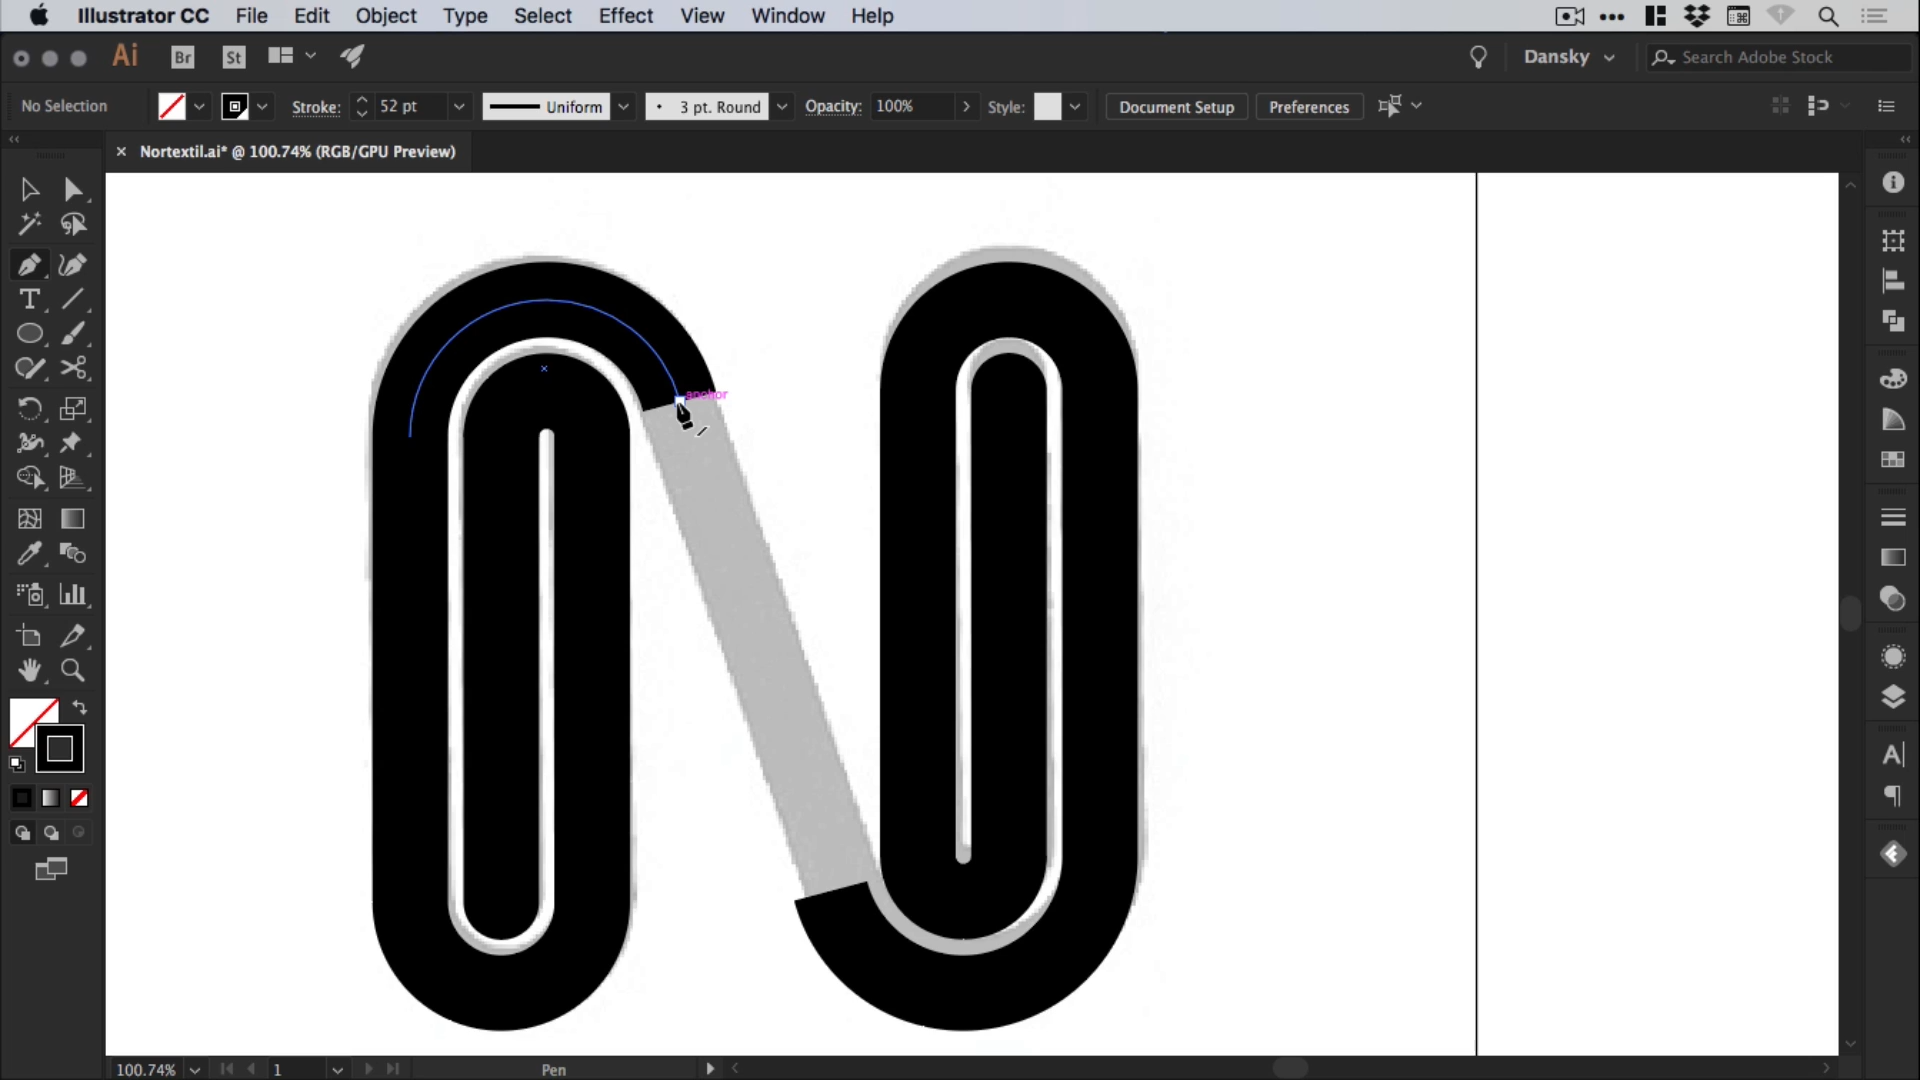 Illustrator CC File Edit Object Type Select Effect View Window Help
Ai Br St Dansky Search Adobe Stock
No Selection Stroke: 52 pt Uniform 3 pt. Round Opacity: 100% Style: Document Setup Preferences
Nortextil.ai* @ 100.74% (RGB/GPU Preview)
anchor
100.74% 1 Pen